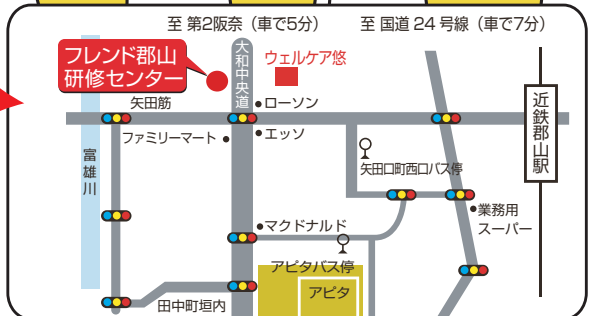 至 第2阪奈（車で5分）
至 国道 24 号線（車で7分）
フレンド郡山
研修センター
大和中央道
ウェルケア悠
矢田筋
ローソン
近鉄郡山駅
ファミリーマート
エッソ
富雄川
矢田口町西口バス停
業務用
スーパー
マクドナルド
アピタバス停
アピタ
田中町垣内